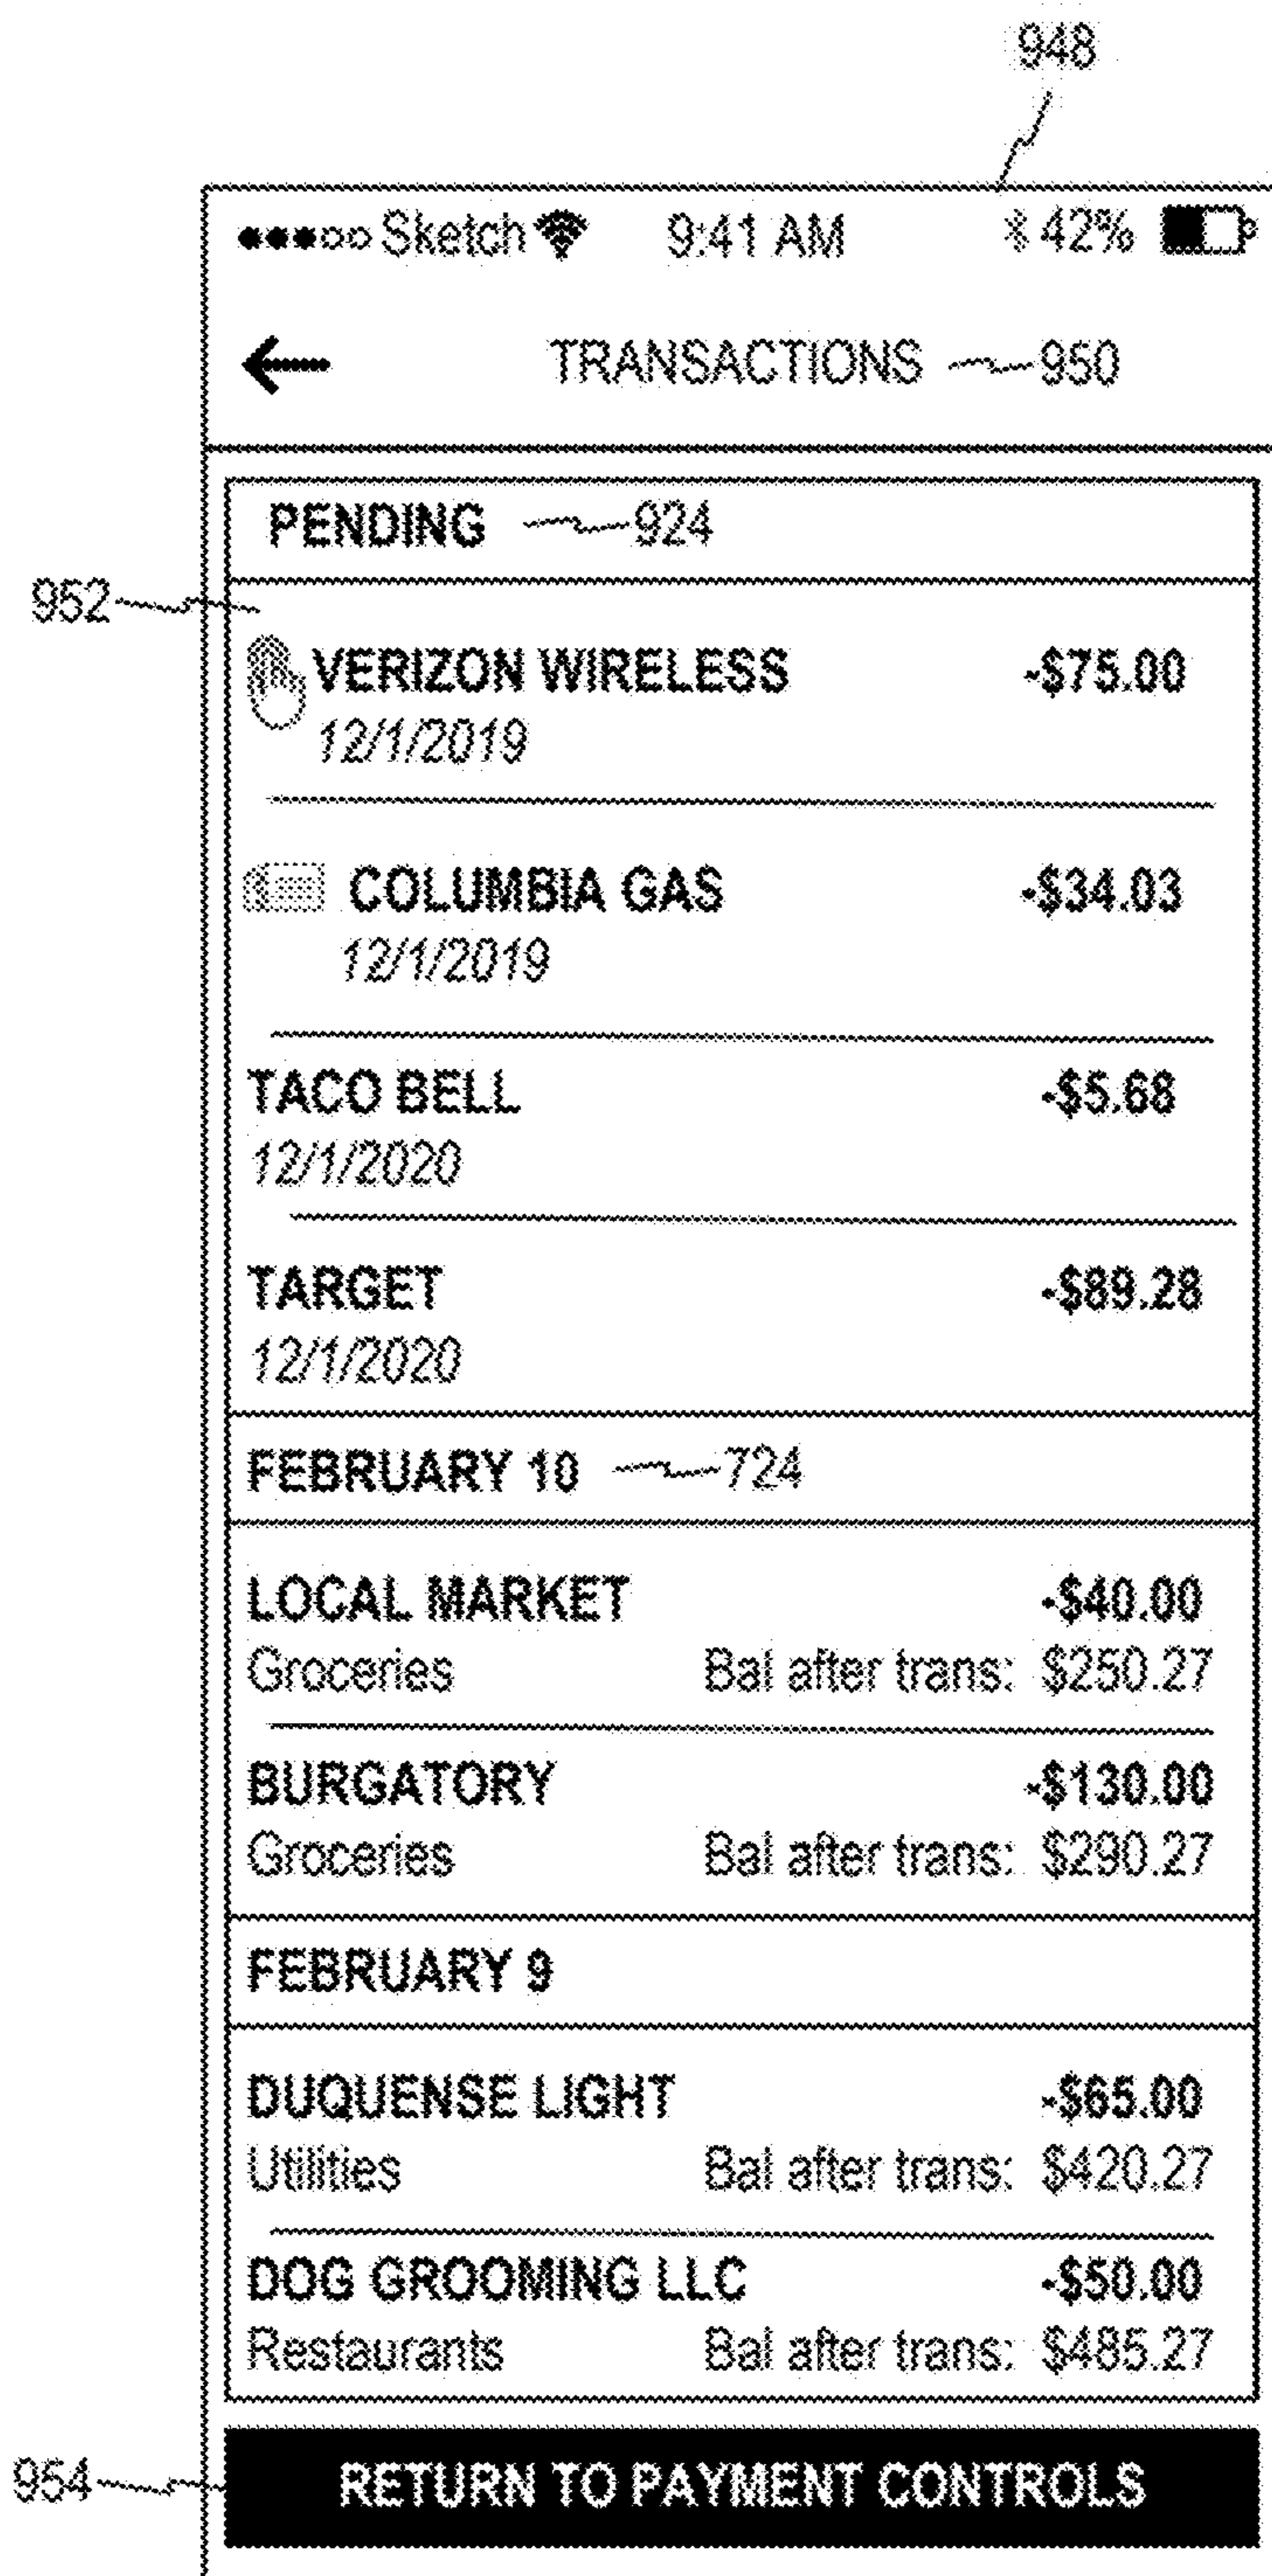 948
Sketch 9:41 AM 42%
TRANSACTIONS 950
PENDING 924
952
VERIZON WIRELESS -$75.00
12/1/2019
COLUMBIA GAS -$34.03
12/1/2019
TACO BELL -$5.68
12/1/2020
TARGET -$89.28
12/1/2020
FEBRUARY 10 724
LOCAL MARKET -$40.00
Groceries Bal after trans: $250.27
BURGATORY -$130.00
Groceries Bal after trans: $290.27
FEBRUARY 9
DUQUENSE LIGHT -$65.00
Utilities Bal after trans: $420.27
DOG GROOMING LLC -$50.00
Restaurants Bal after trans: $485.27
954 RETURN TO PAYMENT CONTROLS